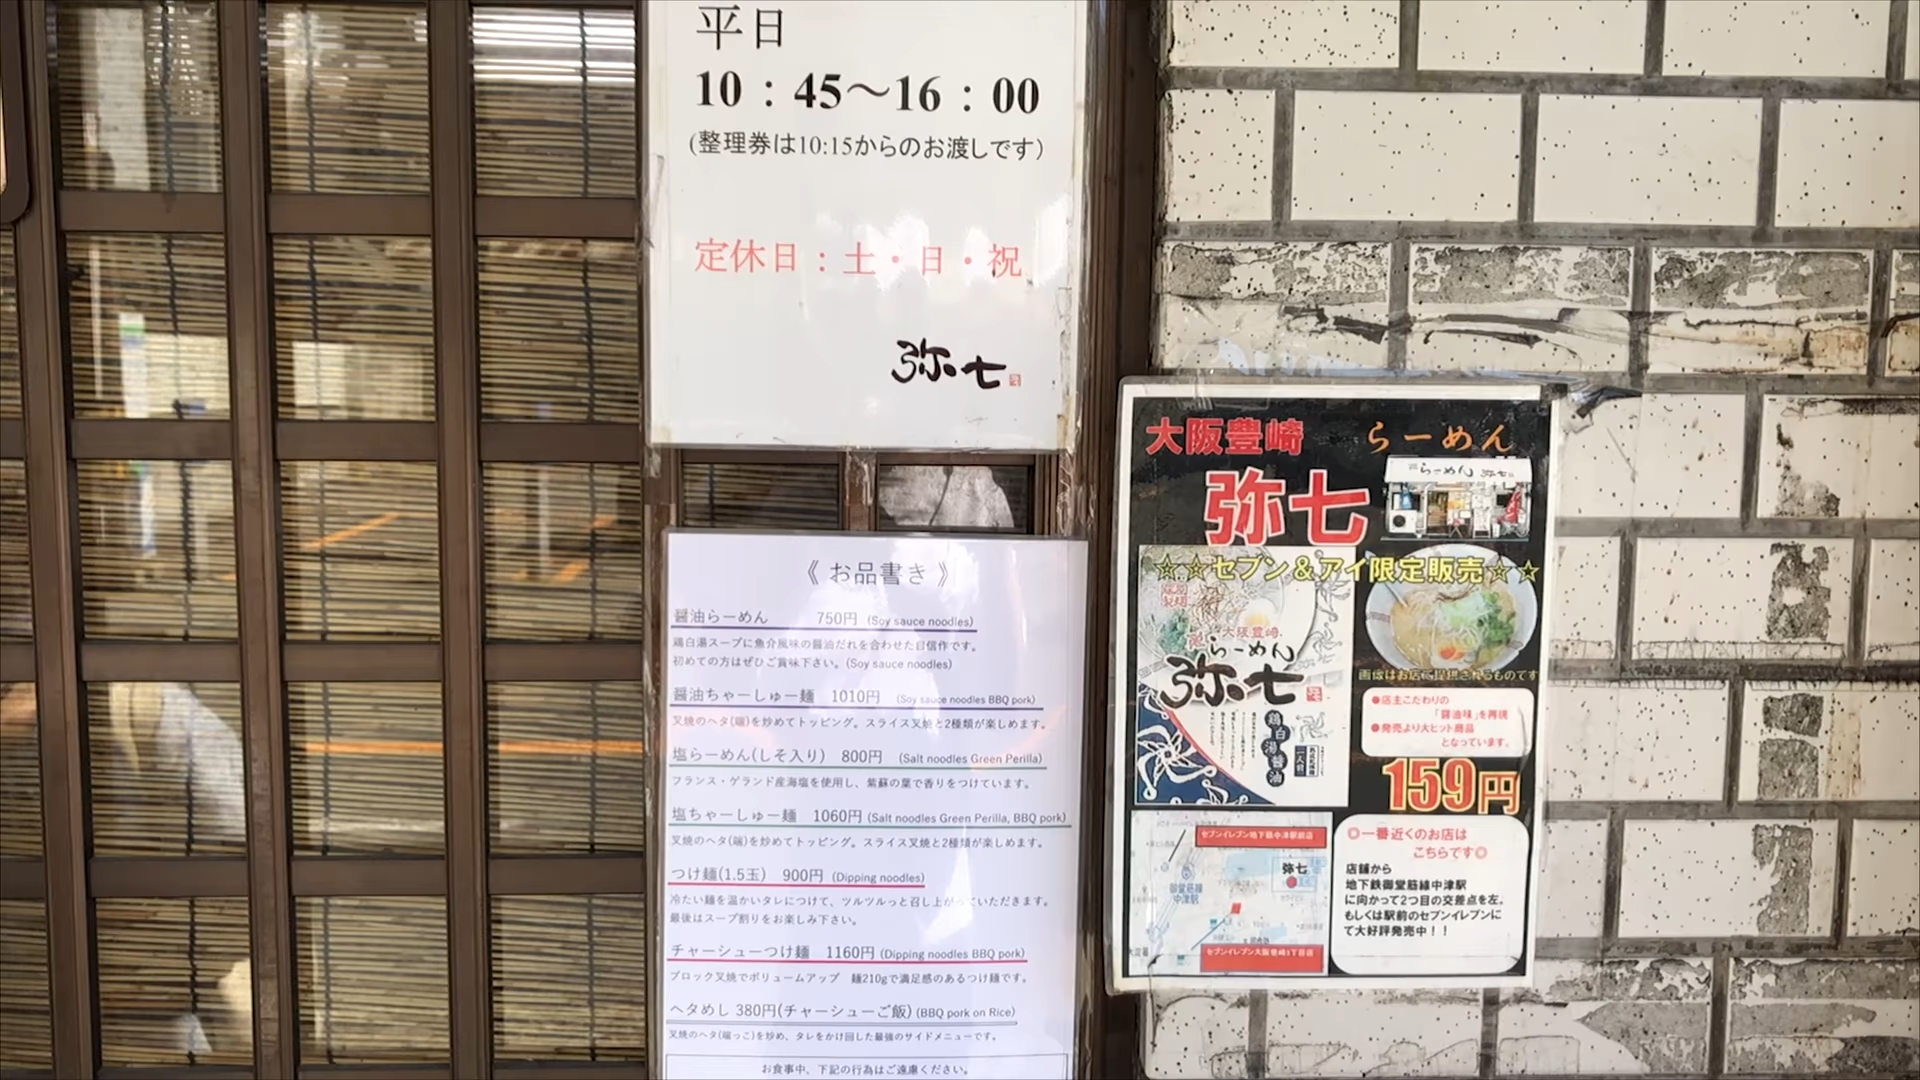 平日
10：45～16：00
(整理券は10:15からのお渡しです)
定休日：土・日・祝
弥七
《 お品書き 》
醤油らーめん 750円 (Soy sauce noodles)
鶏白湯スープに魚介風味の醤油だれを合わせた自信作です。
初めての方はぜひご賞味下さい。(Soy sauce noodles)
醤油ちゃーしゅー麺 1010円 (Soy sauce noodles BBQ pork)
叉焼のヘタ(端)を炒めてトッピング。スライス叉焼と2種類が楽しめます。
塩らーめん(しそ入り) 800円 (Salt noodles Green Perilla)
フランス・ゲランド産海塩を使用し、紫蘇の葉で香りをつけています。
塩ちゃーしゅー麺 1060円 (Salt noodles Green Perilla, BBQ pork)
叉焼のヘタ(端)を炒めてトッピング。スライス叉焼と2種類が楽しめます。
つけ麺(1.5玉) 900円 (Dipping noodles)
冷たい麺を温かいタレにつけて、ツルツルっと召し上がっていただきます。
最後はスープ割りをお楽しみ下さい。
チャーシューつけ麺 1160円 (Dipping noodles BBQ pork)
ブロック叉焼でボリュームアップ 麺210gで満足感のあるつけ麺です。
ヘタめし 380円(チャーシューご飯) (BBQ pork on Rice)
叉焼のヘタ(端っこ)を炒め、タレをかけ回した最強のサイドメニューです。
お食事中、下記の行為はご遠慮ください。
大阪豊崎 らーめん
弥七
☆☆セブン＆アイ限定販売☆☆
大阪豊崎
らーめん
弥七
鶏白湯醤油
画像はお店で提供されるものです
●店主こだわりの
「醤油味」を再現
●発売より大ヒット商品
となっています。
159円
セブンイレブン地下鉄中津駅前店
弥七
御堂筋線
中津駅
セブンイレブン大阪豊崎3丁目店
◎一番近くのお店は
こちらです◎
店舗から
地下鉄御堂筋線中津駅
に向かって2つ目の交差点を左。
もしくは駅前のセブンイレブンに
て大好評発売中！！